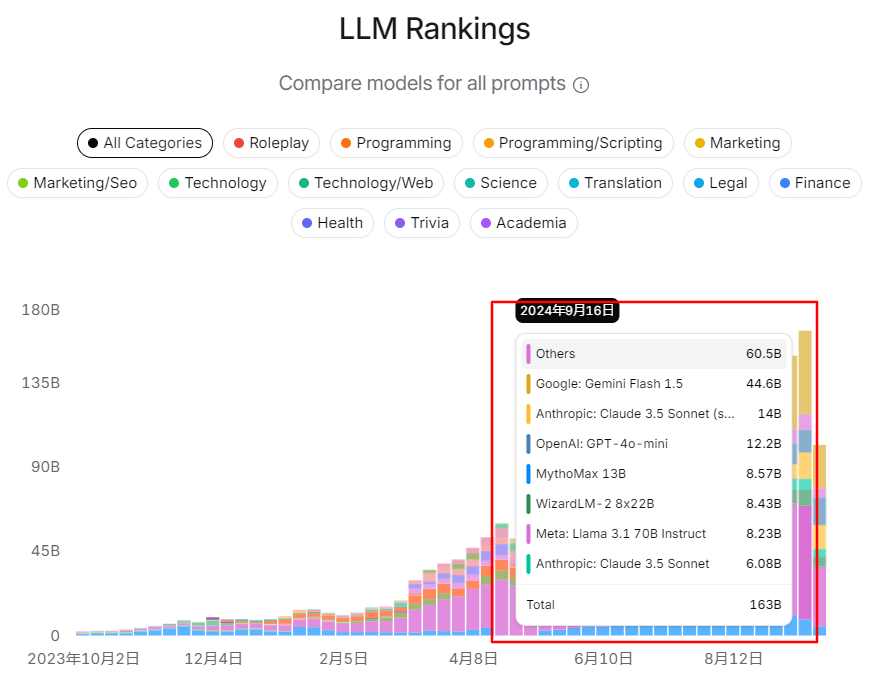 LLM Rankings
Compare models for all prompts
All Categories Roleplay Programming Programming/Scripting Marketing
Marketing/Seo Technology Technology/Web Science Translation Legal Finance
Health Trivia Academia
180B
135B
90B
45B
0
2024年9月16日
Others 60.5B
Google: Gemini Flash 1.5 44.6B
Anthropic: Claude 3.5 Sonnet (s... 14B
OpenAI: GPT-4o-mini 12.2B
MythoMax 13B 8.57B
WizardLM-2 8x22B 8.43B
Meta: Llama 3.1 70B Instruct 8.23B
Anthropic: Claude 3.5 Sonnet 6.08B
Total 163B
2023年10月2日 12月4日 2月5日 4月8日 6月10日 8月12日